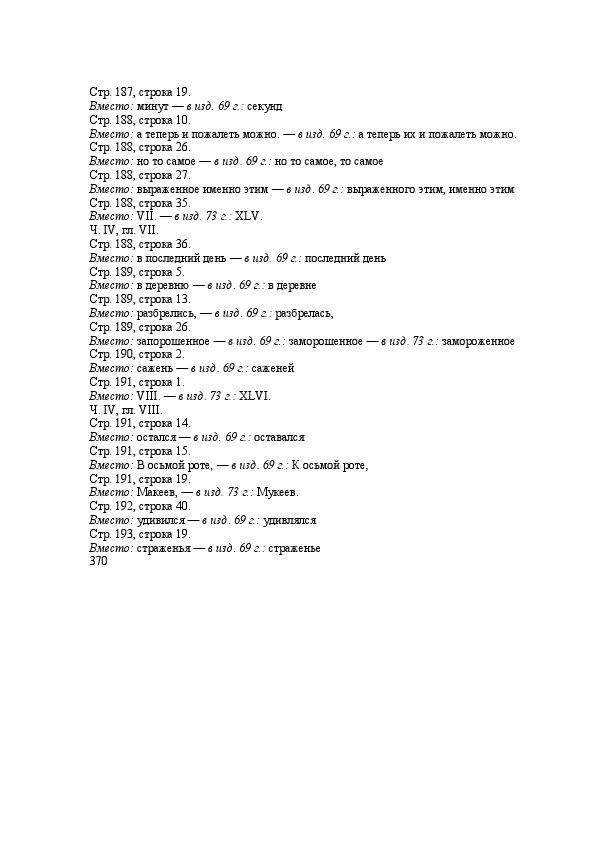 Стр. 187, строка 19.
Вместо: минут — в изд. 69 г.: секунд
Стр. 188, строка 10.
Вместо: а теперь и пожалеть можно. — в изд. 69 г.: а теперь их и пожалеть можно.
Стр. 188, строка 26.
Вместо: но то самое — в изд. 69 г.: но то самое, то самое
Стр. 188, строка 27.
Вместо: выраженное именно этим — в изд. 69 г.: выраженного этим, именно этим
Стр. 188, строка 35.
Вместо: VII. — в изд. 73 г.: XLV.
Ч. IV, гл. VII.
Стр. 188, строка 36.
Вместо: в последний день — в изд. 69 г.: последний день
Стр. 189, строка 5.
Вместо: в деревню — в изд. 69 г.: в деревне
Стр. 189, строка 13.
Вместо: разбрелись, — в изд. 69 г.: разбрелась,
Стр. 189, строка 26.
Вместо: запорошенное — в изд. 69 г.: заморошенное — в изд. 73 г.: замороженное
Стр. 190, строка 2.
Вместо: сажень — в изд. 69 г.: саженей
Стр. 191, строка 1.
Вместо: VIII. — в изд. 73 г.: XLVI.
Ч. IV, гл. VIII.
Стр. 191, строка 14.
Вместо: остался — в изд. 69 г.: оставался
Стр. 191, строка 15.
Вместо: В осьмой роте, — в изд. 69 г.: К осьмой роте,
Стр. 191, строка 19.
Вместо: Макеев, — в изд. 73 г.: Мукеев.
Стр. 192, строка 40.
Вместо: удивился — в изд. 69 г.: удивлялся
Стр. 193, строка 19.
Вместо: страженья — в изд. 69 г.: страженье
370